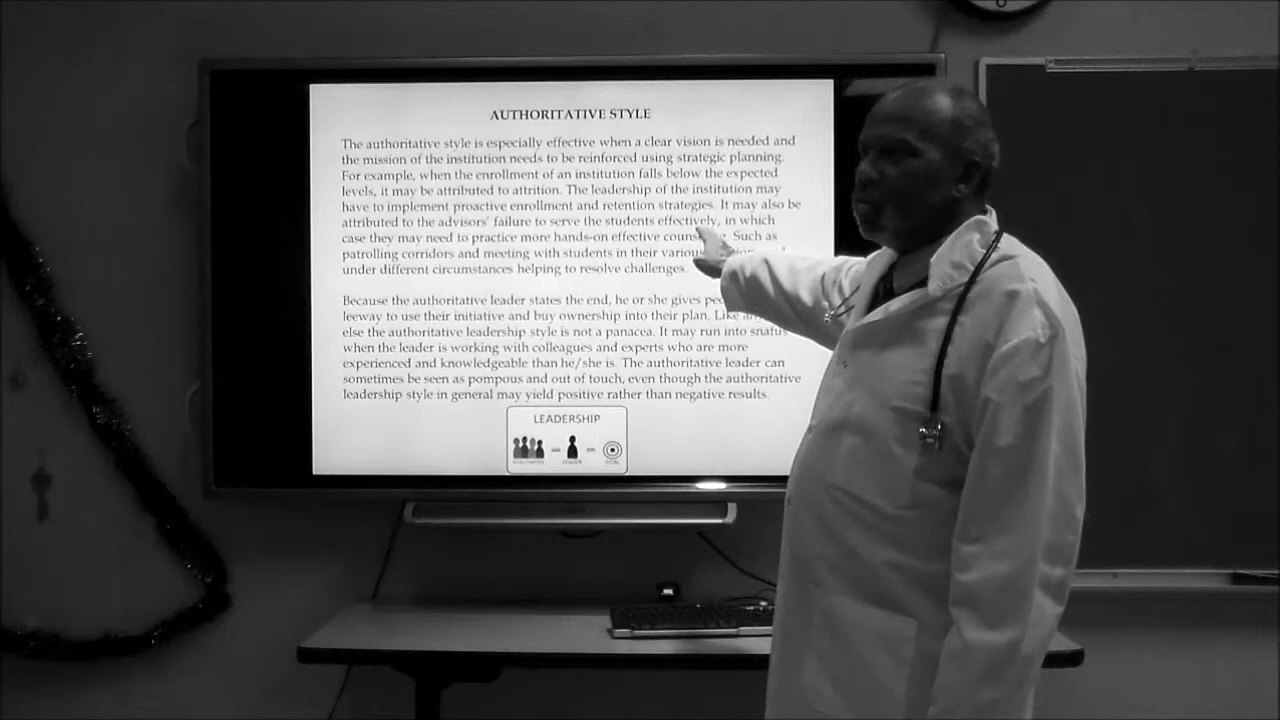 AUTHORITATIVE STYLE
The authoritative style is especially effective when a clear vision is needed and
the mission of the institution needs to be reinforced using strategic planning.
For example, when the enrollment of an institution falls below the expected
levels, it may be attributed to attrition. The leadership of the institution may
have to implement proactive enrollment and retention strategies. It may also be
attributed to the advisors' failure to serve the students effectively, in which
case they may need to practice more hands-on effective Such as
patrolling corridors and meeting with students in their various
under different circumstances helping to resolve challenges.
Because the authoritative leader states the end, he or she gives
leeway to use their initiative and buy ownership into their plan. Like
else the authoritative leadership style is not a panacea. It may run into snafus
when the leader is working with colleagues and experts who are more
experienced and knowledgeable than he/she is. The authoritative leader can
sometimes be seen as pompous and out of touch, even though the authoritative
leadership style in general may yield positive rather than negative results.
LEADERSHIP
LEADER GOAL